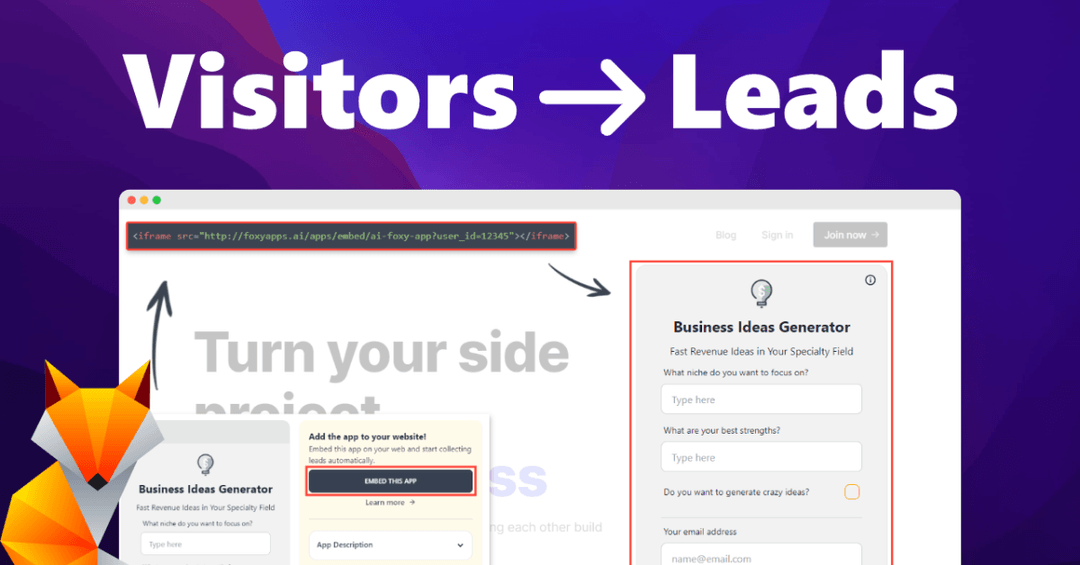 Visitors → Leads
<iframe src="http://foxyapps.ai/apps/embed/ai-foxy-app?user_id=12345"></iframe>
Blog
Sign in
Join now →
Turn your side
project
ss
ng each other build
Business Ideas Generator
Fast Revenue Ideas in Your Specialty Field
What niche do you want to focus on?
Type here
Add the app to your website!
Embed this app on your web and start collecting
leads automatically.
EMBED THIS APP
Learn more →
App Description
Business Ideas Generator
Fast Revenue Ideas in Your Specialty Field
What niche do you want to focus on?
Type here
What are your best strengths?
Type here
Do you want to generate crazy ideas?
Your email address
name@email.com